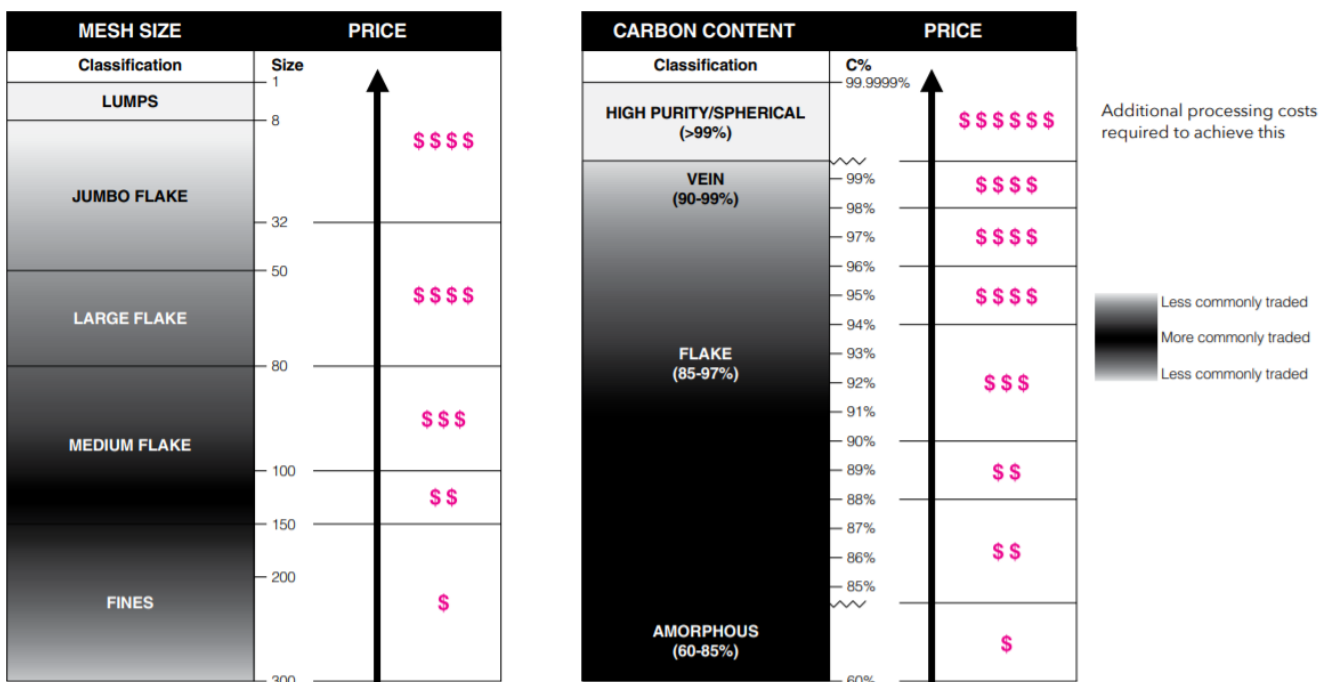 MESH SIZE PRICE
Classification Size
1
LUMPS
8
$ $ $ $
JUMBO FLAKE
32
50
$ $ $ $
LARGE FLAKE
80
$ $ $
MEDIUM FLAKE
100
$ $
150
200
FINES
$
300
CARBON CONTENT PRICE
Classification C%
99.9999%
HIGH PURITY/SPHERICAL
(>99%)
$ $ $ $ $ $
VEIN
(90-99%)
99%
$ $ $ $
98%
97%
$ $ $ $
96%
95%
$ $ $ $
94%
FLAKE
(85-97%)
93%
92%
$ $ $
91%
90%
89%
$ $
88%
87%
$ $
86%
85%
AMORPHOUS
(60-85%)
$
60%
Additional processing costs
required to achieve this
Less commonly traded
More commonly traded
Less commonly traded